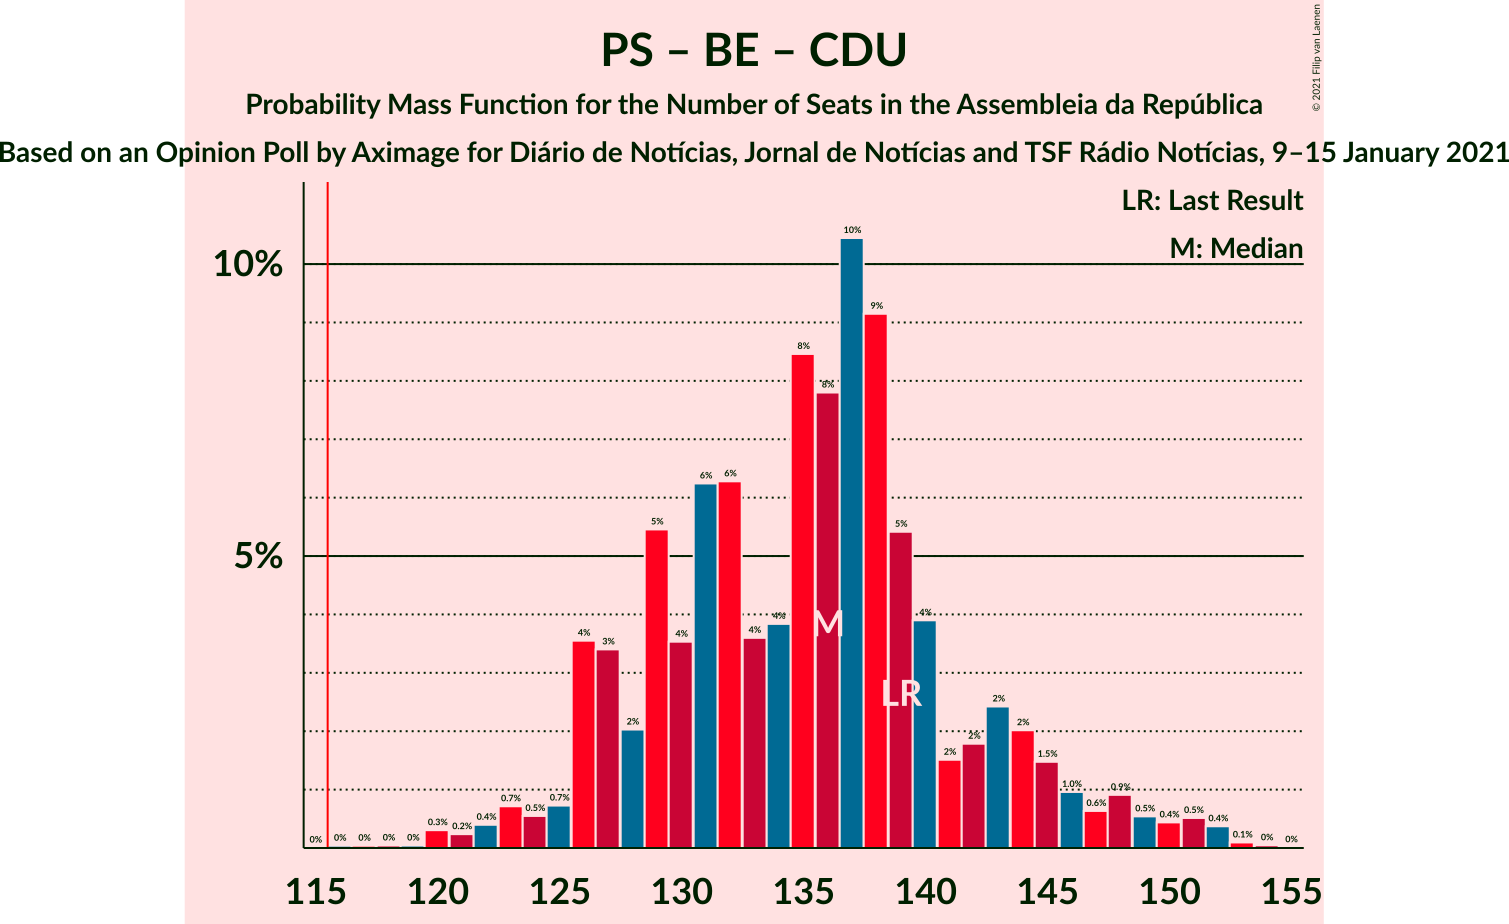 PS – BE – CDU
Probability Mass Function for the Number of Seats in the Assembleia da República
Based on an Opinion Poll by Aximage for Diário de Notícias, Jornal de Notícias and TSF Rádio Notícias, 9–15 January 2021
© 2021 Filip van Laenen
LR: Last Result
M: Median
10%
5%
0% 0% 0% 0% 0% 0.3% 0.2% 0.4% 0.7% 0.5% 0.7% 4% 3% 2% 5% 4% 6% 6% 4% 4% 8% 8% 10% 9% 5% 4% 2% 2% 2% 2% 1.5% 1.0% 0.6% 0.9% 0.5% 0.4% 0.5% 0.4% 0.1% 0% 0%
M
LR
115 120 125 130 135 140 145 150 155